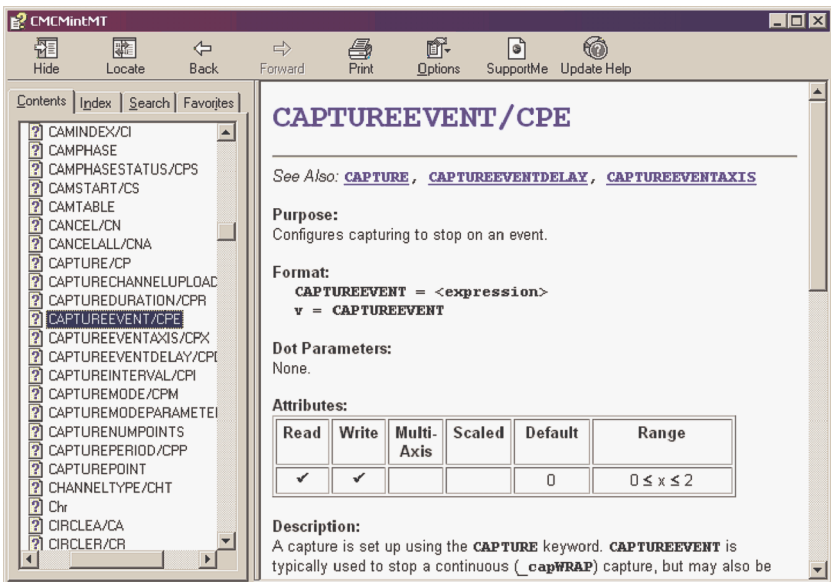 CMCMintMT
Hide Locate Back Forward Print Options SupportMe Update Help
Contents Index Search Favorites
CAMINDEX/CI
CAMPHASE
CAMPHASESTATUS/CPS
CAMSTART/CS
CAMTABLE
CANCEL/CN
CANCELALL/CNA
CAPTURE/CP
CAPTURECHANNELUPLOAD
CAPTUREDURATION/CPR
CAPTUREEVENT/CPE
CAPTUREEVENTAXIS/CPX
CAPTUREEVENTDELAY/CPD
CAPTUREINTERVAL/CPI
CAPTUREMODE/CPM
CAPTUREMODEPARAMETE
CAPTURENUMPOINTS
CAPTUREPERIOD/CPP
CAPTUREPOINT
CHANNELTYPE/CHT
Chr
CIRCLEA/CA
CIRCLER/CR
CAPTUREEVENT/CPE
See Also: CAPTURE, CAPTUREEVENTDELAY, CAPTUREEVENTAXIS
Purpose:
Configures capturing to stop on an event.
Format:
CAPTUREEVENT = <expression>
v = CAPTUREEVENT
Dot Parameters:
None.
Attributes:
Read Write Multi- Scaled Default Range
Axis
✔ ✔ 0 0 ≤ x ≤ 2
Description:
A capture is set up using the CAPTURE keyword. CAPTUREEVENT is
typically used to stop a continuous (_capWRAP) capture, but may also be